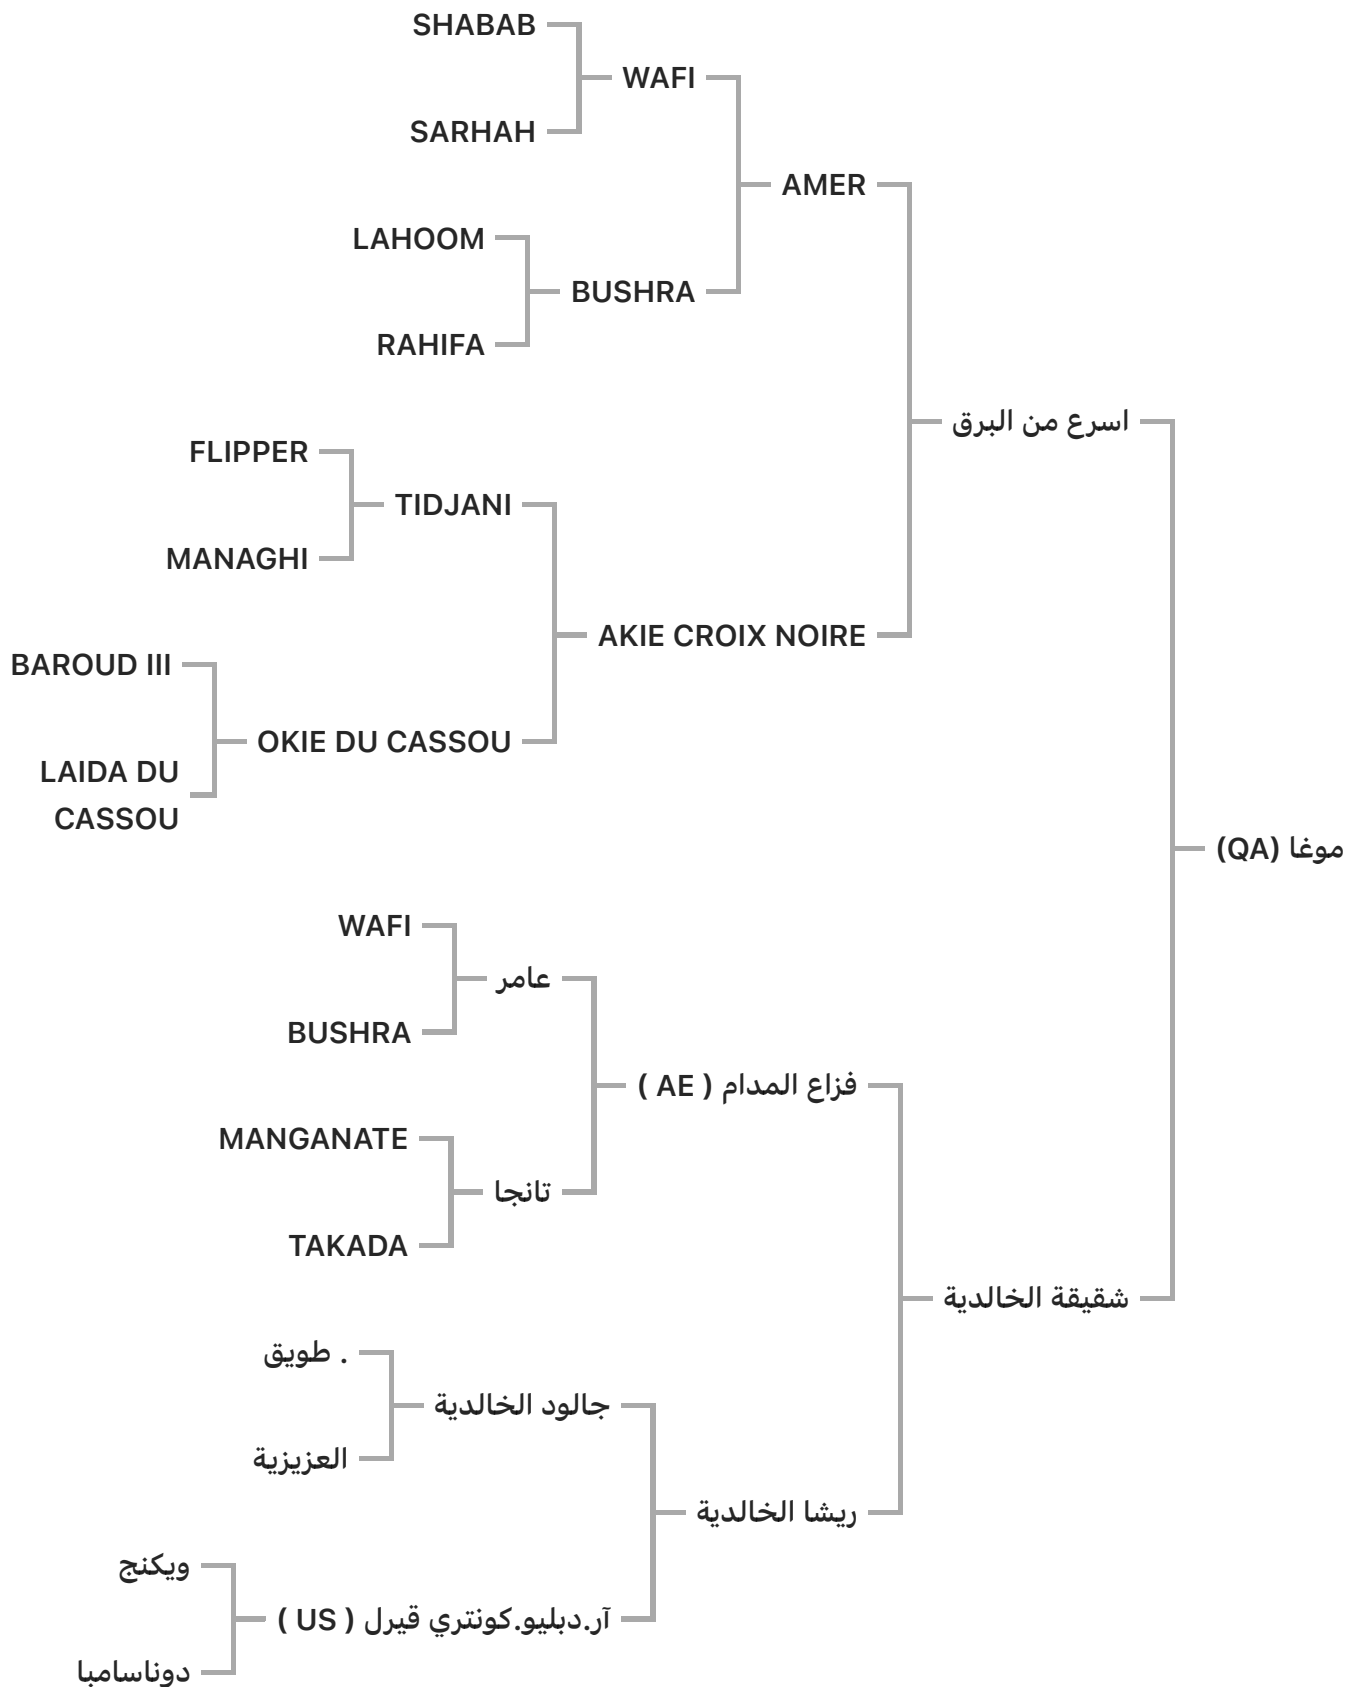 SHABAB
WAFI
SARHAH
AMER
LAHOOM
BUSHRA
RAHIFA
اسرع من البرق
FLIPPER
TIDJANI
MANAGHI
AKIE CROIX NOIRE
BAROUD III
OKIE DU CASSOU
LAIDA DU
CASSOU
موغا (QA)
WAFI
عامر
BUSHRA
فزاع المدام ( AE )
MANGANATE
تانجا
TAKADA
شقيقة الخالدية
. طويق
جالود الخالدية
العزيزية
ريشا الخالدية
ويكنج
آر.دبليو.كونتري قيرل ( US )
دوناسامبا